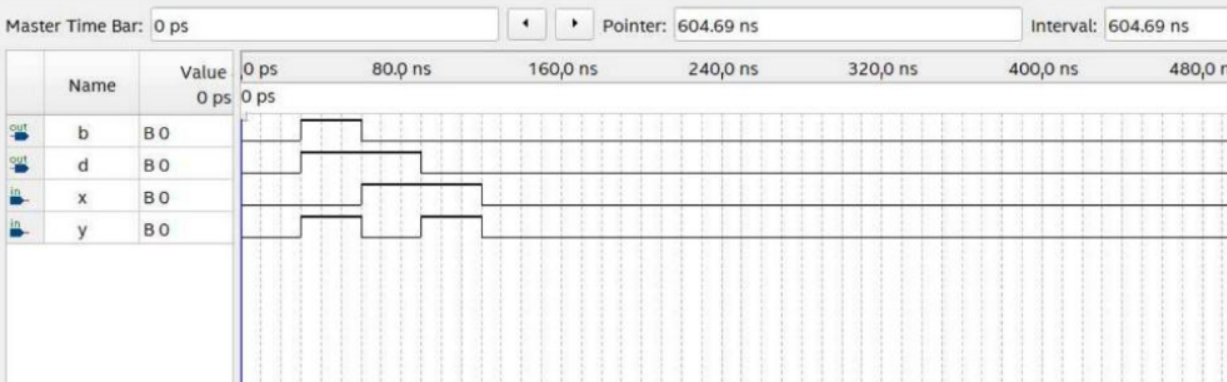 Master Time Bar: 0 ps Pointer: 604.69 ns Interval: 604.69 ns
Name Value 0 ps 0 ps 80.0 ns 160,0 ns 240,0 ns 320,0 ns 400,0 ns 480,0 n
0 ps
out b B 0
out d B 0
in x B 0
in y B 0